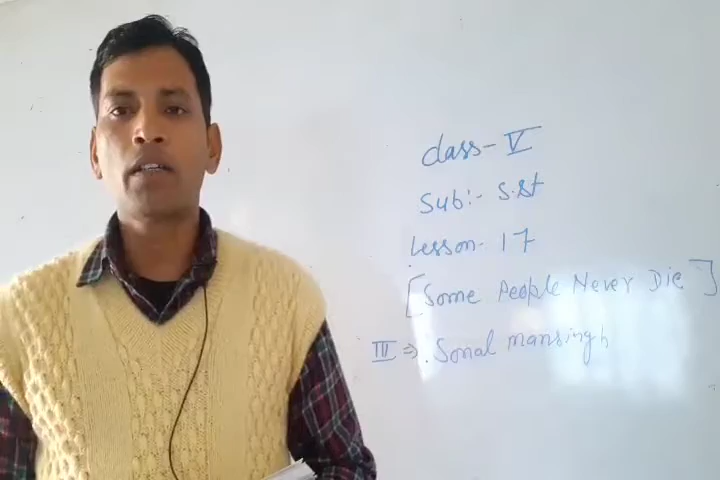 Class- V
Sub:- S.St
Lesson- 17
[Some People Never Die]
III ⇒ .Sonal mansingh